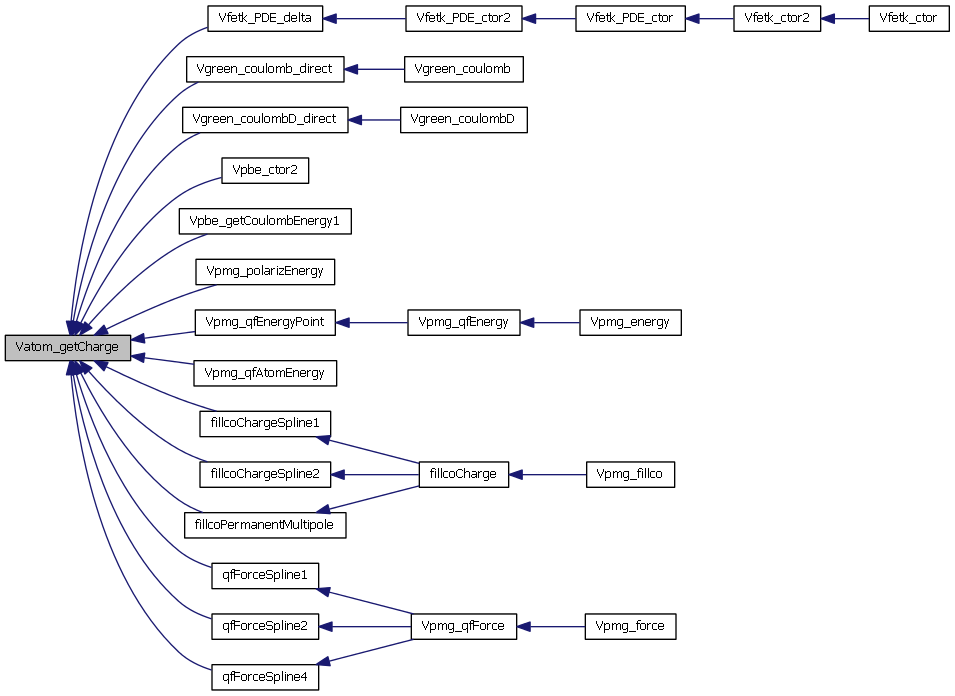 Vfetk_PDE_delta
Vfetk_PDE_ctor2
Vfetk_PDE_ctor
Vfetk_ctor2
Vfetk_ctor
Vgreen_coulomb_direct
Vgreen_coulomb
Vgreen_coulombD_direct
Vgreen_coulombD
Vpbe_ctor2
Vpbe_getCoulombEnergy1
Vpmg_polarizEnergy
Vpmg_qfEnergyPoint
Vpmg_qfEnergy
Vpmg_energy
Vatom_getCharge
Vpmg_qfAtomEnergy
fillcoChargeSpline1
fillcoChargeSpline2
fillcoCharge
Vpmg_fillco
fillcoPermanentMultipole
qfForceSpline1
qfForceSpline2
Vpmg_qfForce
Vpmg_force
qfForceSpline4